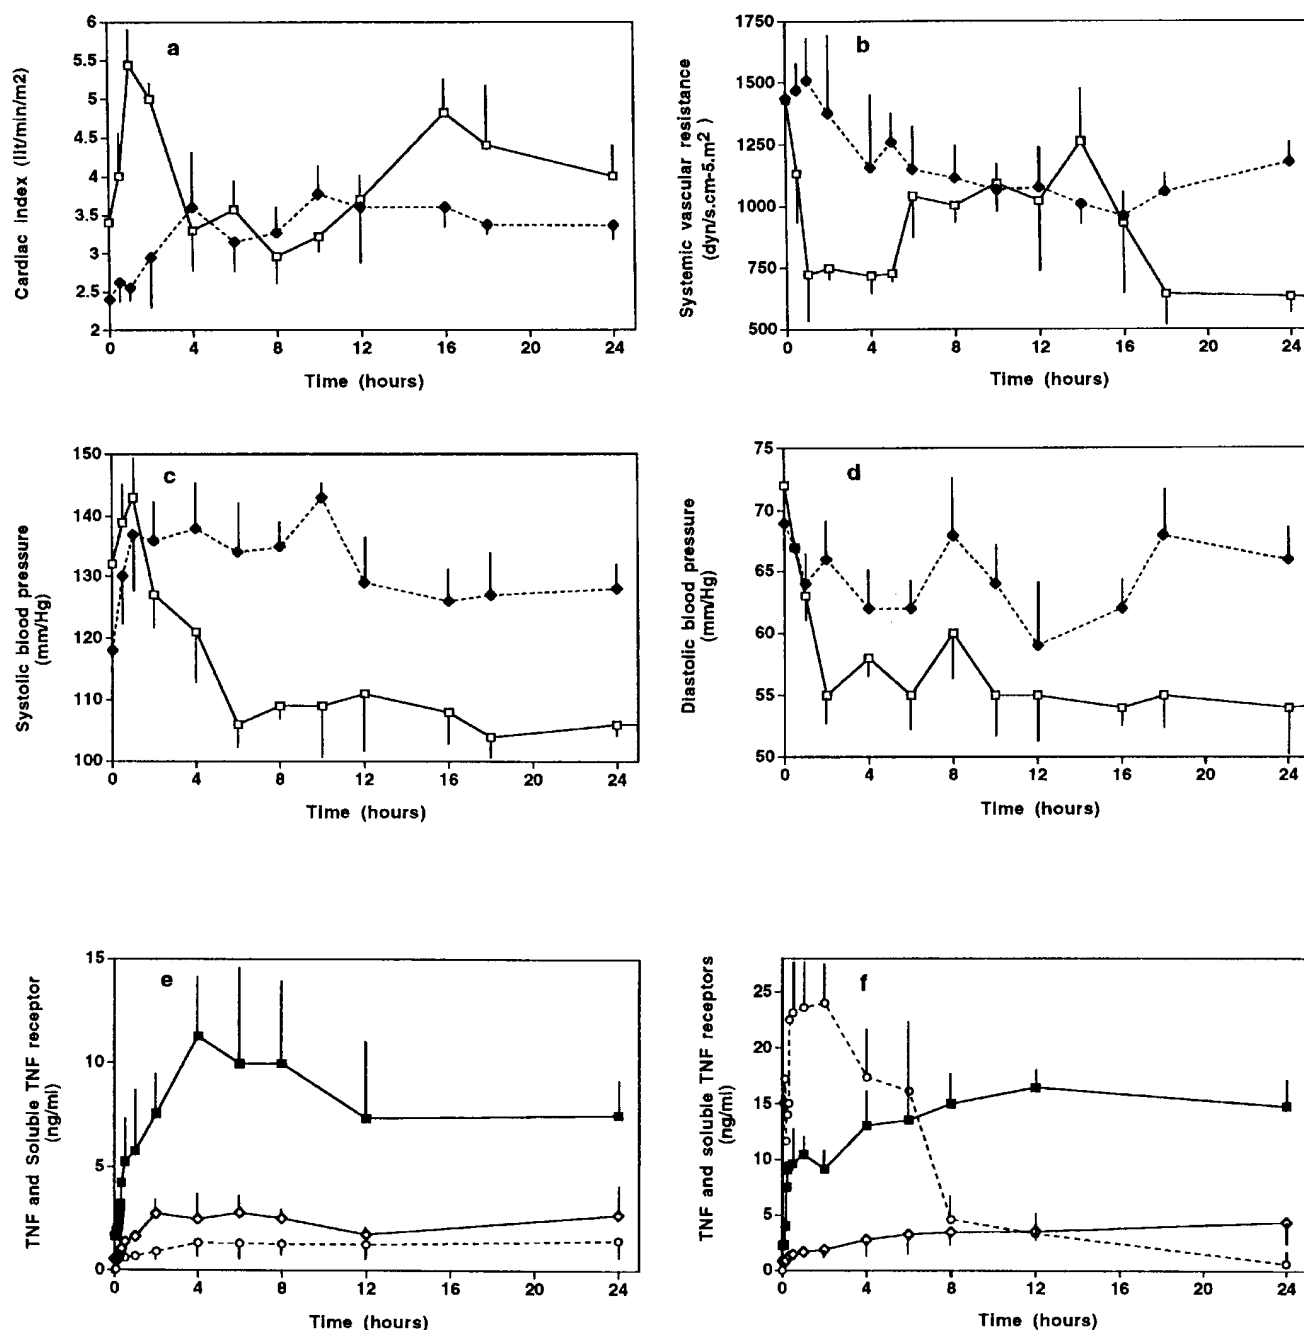 a
6
5.5
5
4.5
4
3.5
3
2.5
2
Cardiac index (lit/min/m2)
0 4 8 12 16 20 24
Time (hours)
b
1750
1500
1250
1000
750
500
Systemic vascular resistance
(dyn/s.cm-5.m2 )
0 4 8 12 16 20 24
Time (hours)
c
150
140
130
120
110
100
Systolic blood pressure
(mm/Hg)
0 4 8 12 16 20 24
Time (hours)
d
75
70
65
60
55
50
Diastolic blood pressure
(mm/Hg)
0 4 8 12 16 20 24
Time (hours)
e
15
10
5
0
TNF and Soluble TNF receptor
(ng/ml)
0 4 8 12 16 20 24
Time (hours)
f
25
20
15
10
5
0
TNF and soluble TNF receptors
(ng/ml)
0 4 8 12 16 20 24
Time (hours)